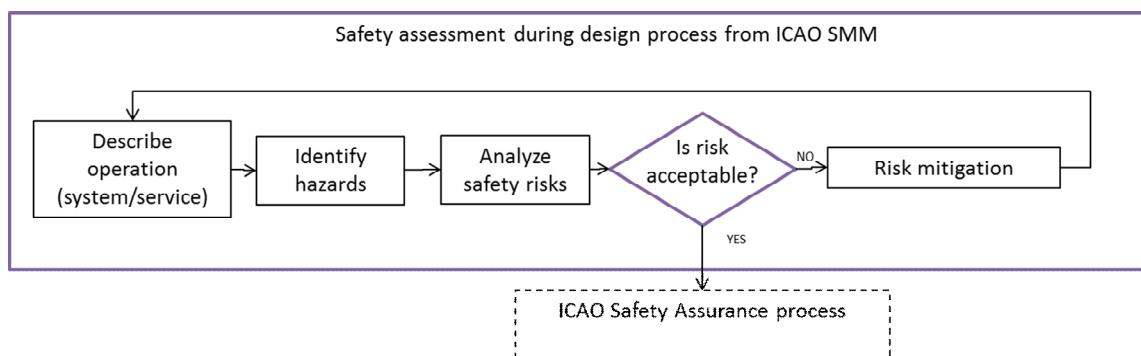 Safety assessment during design process from ICAO SMM
Describe
operation
(system/service)
Identify
hazards
Analyze
safety risks
Is risk
acceptable?
NO
Risk mitigation
YES
ICAO Safety Assurance process